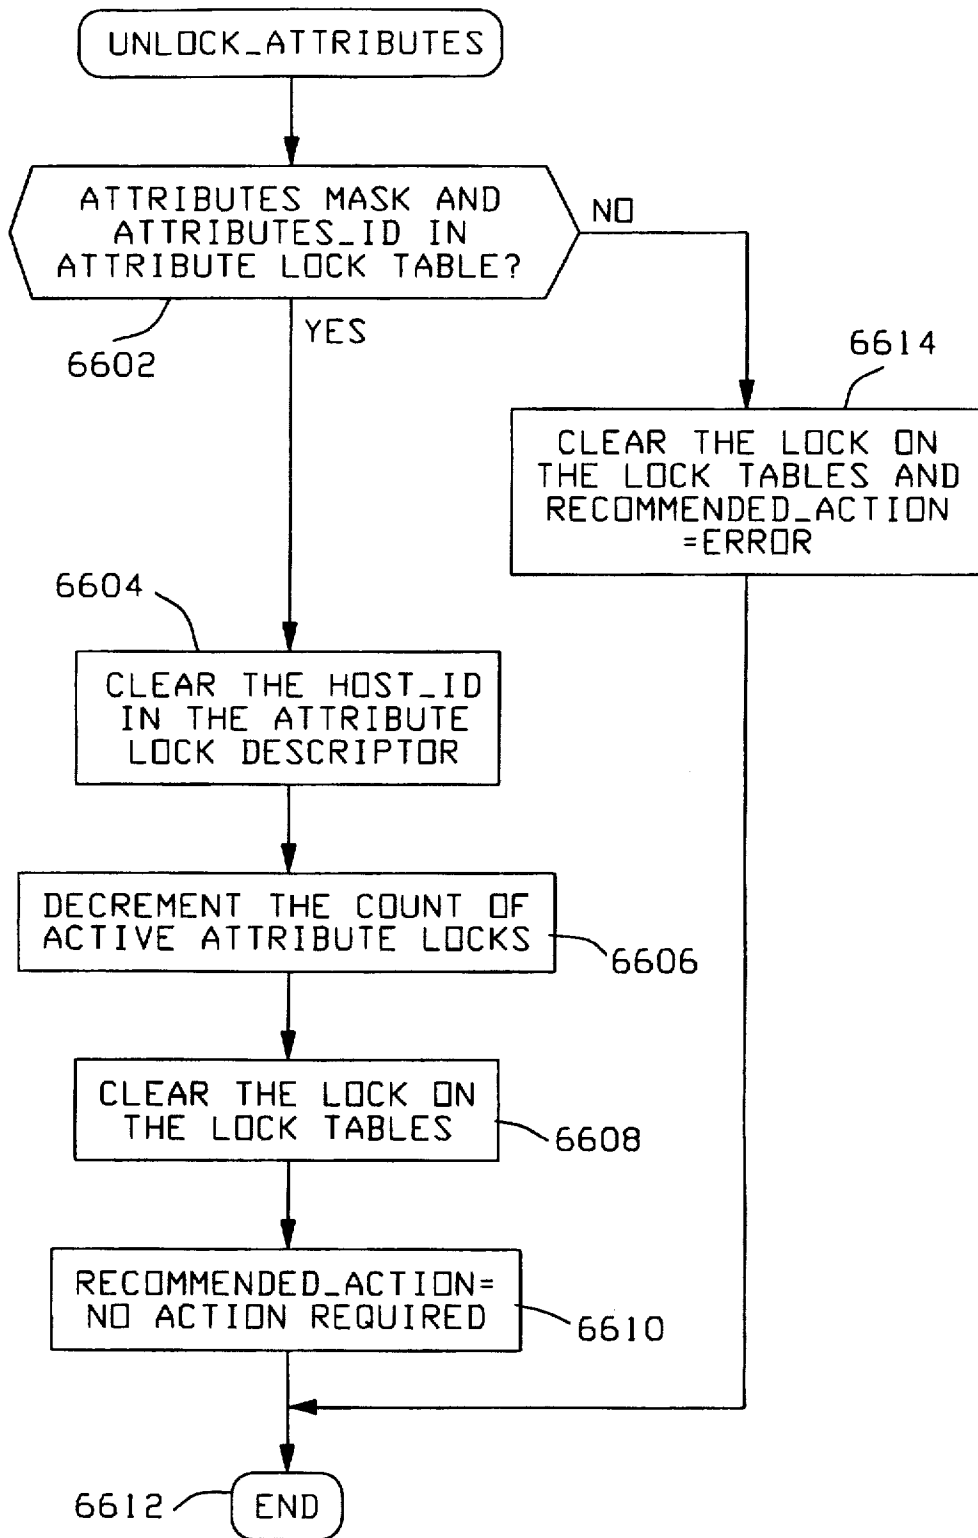 UNLOCK_ATTRIBUTES
ATTRIBUTES MASK AND
ATTRIBUTES_ID IN
ATTRIBUTE LOCK TABLE?
NO
YES
6602
6614
CLEAR THE LOCK ON
THE LOCK TABLES AND
RECOMMENDED_ACTION
=ERROR
6604
CLEAR THE HOST_ID
IN THE ATTRIBUTE
LOCK DESCRIPTOR
DECREMENT THE COUNT OF
ACTIVE ATTRIBUTE LOCKS
6606
CLEAR THE LOCK ON
THE LOCK TABLES
6608
RECOMMENDED_ACTION=
NO ACTION REQUIRED
6610
6612
END